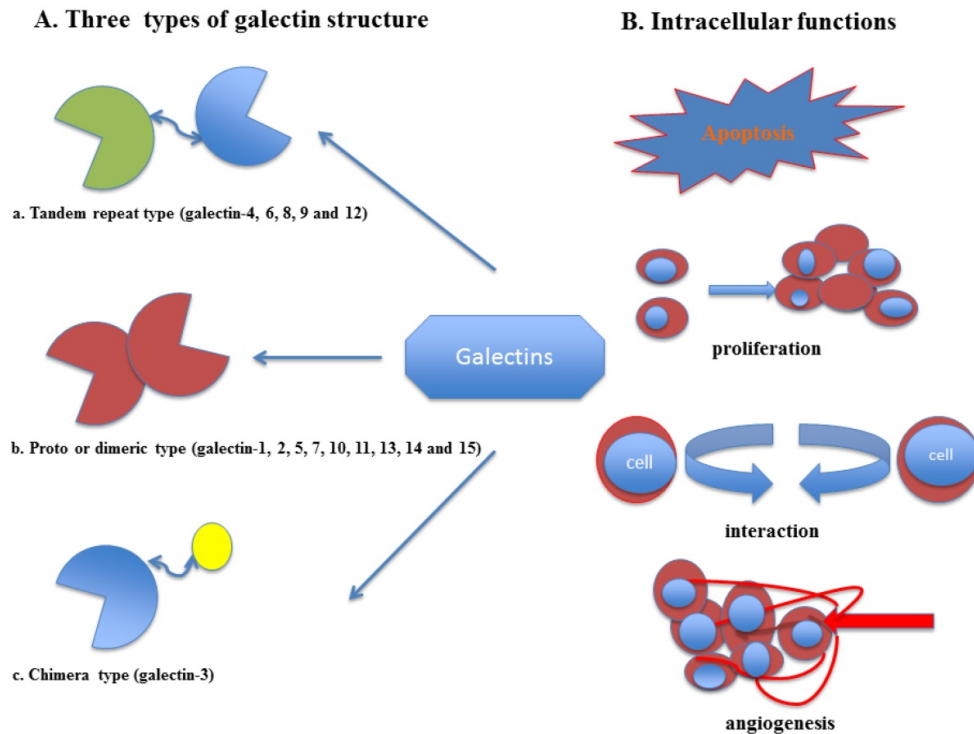 A. Three types of galectin structure
a. Tandem repeat type (galectin-4, 6, 8, 9 and 12)
Galectins
b. Proto or dimeric type (galectin-1, 2, 5, 7, 10, 11, 13, 14 and 15)
c. Chimera type (galectin-3)
B. Intracellular functions
Apoptosis
proliferation
cell
cell
interaction
angiogenesis